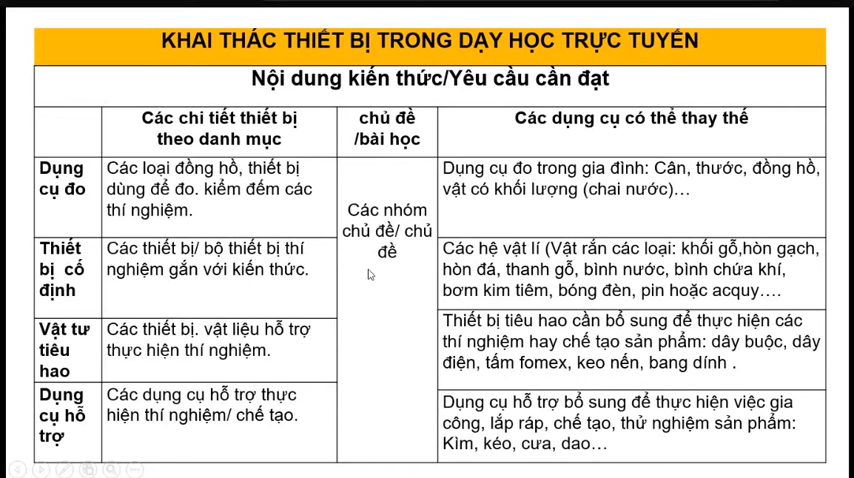 KHAI THÁC THIẾT BỊ TRONG DẠY HỌC TRỰC TUYẾN
Nội dung kiến thức/Yêu cầu cần đạt
Các chi tiết thiết bị
theo danh mục
chủ đề
/bài học
Các dụng cụ có thể thay thế
Dụng
cụ đo
Các loại đồng hồ, thiết bị
dùng để đo. kiểm đếm các
thí nghiệm.
Các nhóm
chủ đề/ chủ
đề
Dụng cụ đo trong gia đình: Cân, thước, đồng hồ,
vật có khối lượng (chai nước)…
Thiết
bị cố
định
Các thiết bị/ bộ thiết bị thí
nghiệm gắn với kiến thức.
Các hệ vật lí (Vật rắn các loại: khối gỗ,hòn gạch,
hòn đá, thanh gỗ, bình nước, bình chứa khí,
bơm kim tiêm, bóng đèn, pin hoặc acquy….
Vật tư
tiêu
hao
Các thiết bị. vật liệu hỗ trợ
thực hiện thí nghiệm.
Thiết bị tiêu hao cần bổ sung để thực hiện các
thí nghiệm hay chế tạo sản phẩm: dây buộc, dây
điện, tấm fomex, keo nến, bang dính .
Dụng
cụ hỗ
trợ
Các dụng cụ hỗ trợ thực
hiện thí nghiệm/ chế tạo.
Dụng cụ hỗ trợ bổ sung để thực hiện việc gia
công, lắp ráp, chế tạo, thử nghiệm sản phẩm:
Kìm, kéo, cưa, dao…